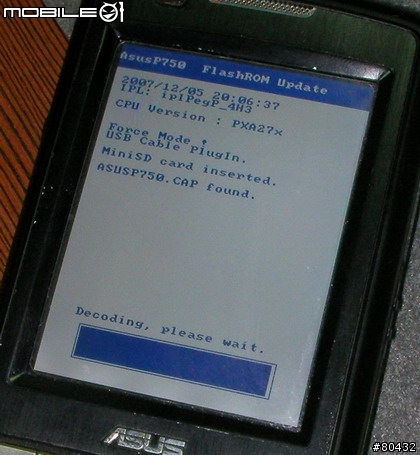 MOBILE01
AsusP750 FlashROM Update
2007/12/05 20:06:37
IPL: iplPegP_4H3
CPU Version : PXA27x
Force Mode .
USB Cable PlugIn.
MiniSD card inserted.
ASUSP750.CAP found.
Decoding, please wait.
ASUS
#80432